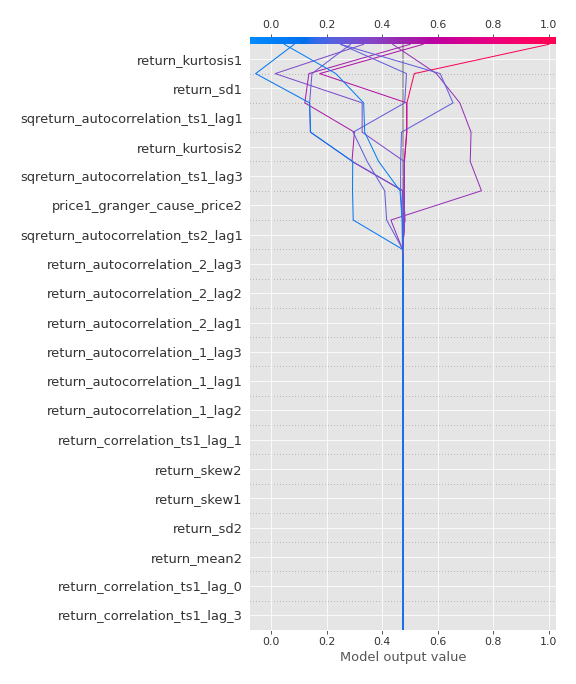 0.0 0.2 0.4 0.6 0.8 1.0
return_kurtosis1
return_sd1
sqreturn_autocorrelation_ts1_lag1
return_kurtosis2
sqreturn_autocorrelation_ts1_lag3
price1_granger_cause_price2
sqreturn_autocorrelation_ts2_lag1
return_autocorrelation_2_lag3
return_autocorrelation_2_lag2
return_autocorrelation_2_lag1
return_autocorrelation_1_lag3
return_autocorrelation_1_lag1
return_autocorrelation_1_lag2
return_correlation_ts1_lag_1
return_skew2
return_skew1
return_sd2
return_mean2
return_correlation_ts1_lag_0
return_correlation_ts1_lag_3
0.0 0.2 0.4 0.6 0.8 1.0
Model output value